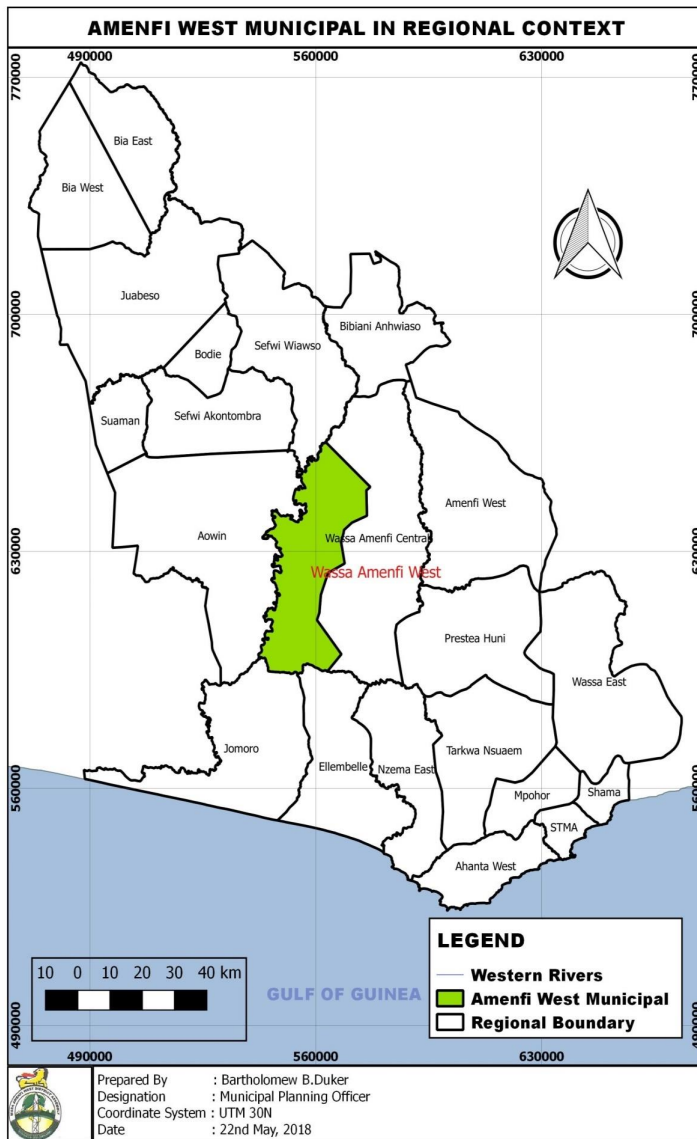 AMENFI WEST MUNICIPAL IN REGIONAL CONTEXT
490000 560000 630000
770000 770000
Bia East
Bia West
Juabeso
700000 700000
Bibiani Anhwiaso
Sefwi Wiawso
Bodie
Suaman
Sefwi Akontombra
Amenfi West
Aowin
Wassa Amenfi Central
630000 630000
Wassa Amenfi West
Prestea Huni
Wassa East
Jomoro
Ellembelle
Nzema East
Tarkwa Nsuaem
560000 560000
Mpohor
Shama
STMA
Ahanta West
LEGEND
Western Rivers
Amenfi West Municipal
Regional Boundary
10 0 10 20 30 40 km
GULF OF GUINEA
490000 490000
490000 560000 630000
Prepared By : Bartholomew B.Duker
Designation : Municipal Planning Officer
Coordinate System : UTM 30N
Date : 22nd May, 2018